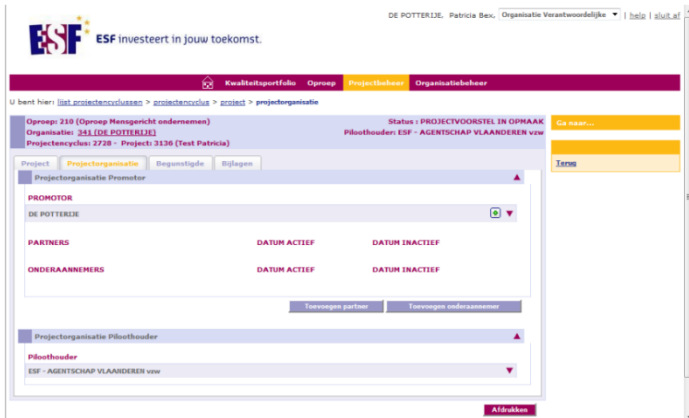 DE POTTERIJE, Patricia Bex, Organisatie Verantwoordelijke | help | sluit af
ESF ESF investeert in jouw toekomst.
Kwaliteitsportfolio Oproep Projectbeheer Organisatiebeheer
U bent hier: lijst projectencyclussen > projectencyclus > project > projectorganisatie
Oproep: 210 (Oproep Mensgericht ondernemen) Status : PROJECTVOORSTEL IN OPMAAK
Organisatie: 341 (DE POTTERIJE) Piloothouder: ESF - AGENTSCHAP VLAANDEREN vzw
Projectencyclus: 2728 - Project: 3136 (Test Patricia)
Ga naar...
Terug
Project Projectorganisatie Begunstigde Bijlagen
Projectorganisatie Promotor
PROMOTOR
DE POTTERIJE
PARTNERS DATUM ACTIEF DATUM INACTIEF
ONDERAANNEMERS DATUM ACTIEF DATUM INACTIEF
Toevoegen partner Toevoegen onderaannemer
Projectorganisatie Piloothouder
Piloothouder
ESF - AGENTSCHAP VLAANDEREN vzw
Afdrukken